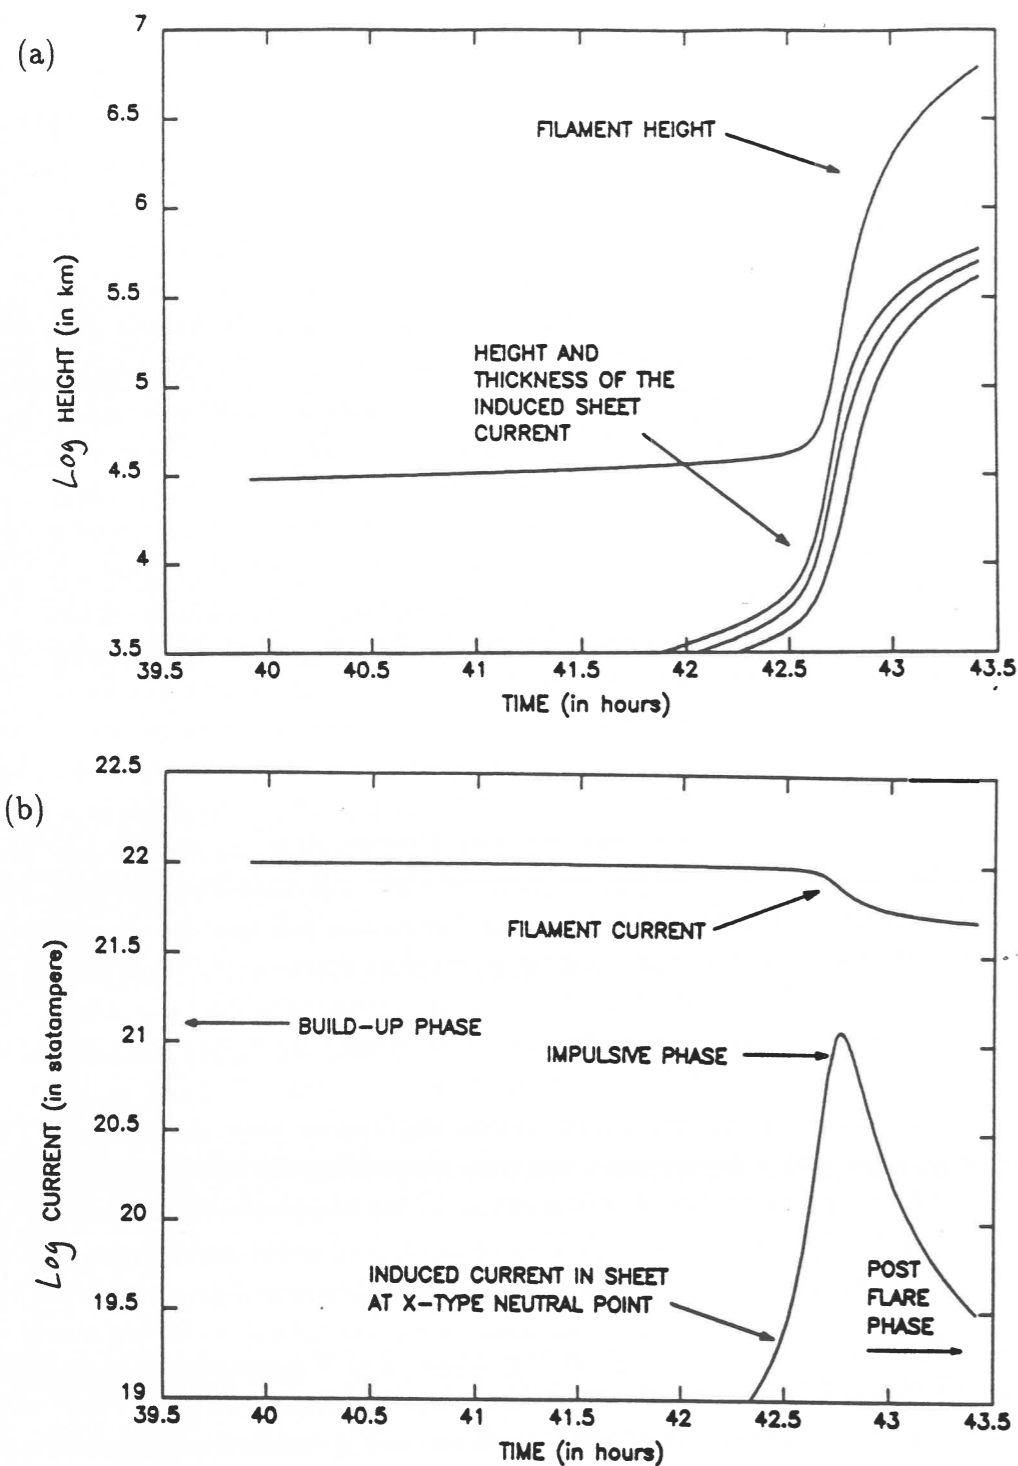 (a)
7
6.5
6
5.5
5
4.5
4
3.5
Log HEIGHT (in km)
FILAMENT HEIGHT
HEIGHT AND
THICKNESS OF THE
INDUCED SHEET
CURRENT
39.5 40 40.5 41 41.5 42 42.5 43 43.5
TIME (in hours)
(b)
22.5
22
21.5
21
20.5
20
19.5
19
Log CURRENT (in statampere)
FILAMENT CURRENT
BUILD-UP PHASE
IMPULSIVE PHASE
INDUCED CURRENT IN SHEET
AT X-TYPE NEUTRAL POINT
POST
FLARE
PHASE
39.5 40 40.5 41 41.5 42 42.5 43 43.5
TIME (in hours)